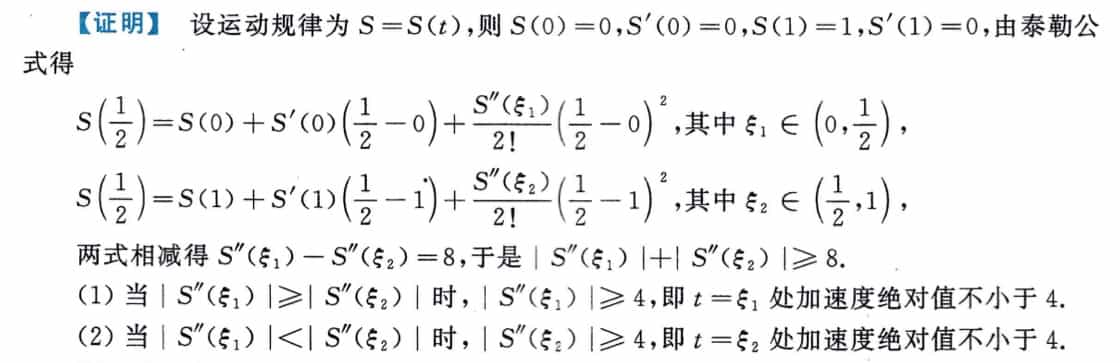 【证明】 设运动规律为 S=S(t),则 S(0)=0,S′(0)=0,S(1)=1,S′(1)=0,由泰勒公
式得
S(1/2)=S(0)+S′(0)(1/2−0)+S″(ξ₁)/2!(1/2−0)²,其中 ξ₁∈(0,1/2),
S(1/2)=S(1)+S′(1)(1/2−1)+S″(ξ₂)/2!(1/2−1)²,其中 ξ₂∈(1/2,1),
两式相减得 S″(ξ₁)−S″(ξ₂)=8,于是|S″(ξ₁)|+|S″(ξ₂)|≥8.
(1) 当|S″(ξ₁)|≥|S″(ξ₂)|时,|S″(ξ₁)|≥4,即 t=ξ₁ 处加速度绝对值不小于 4.
(2) 当|S″(ξ₁)|<|S″(ξ₂)|时,|S″(ξ₂)|≥4,即 t=ξ₂ 处加速度绝对值不小于 4.